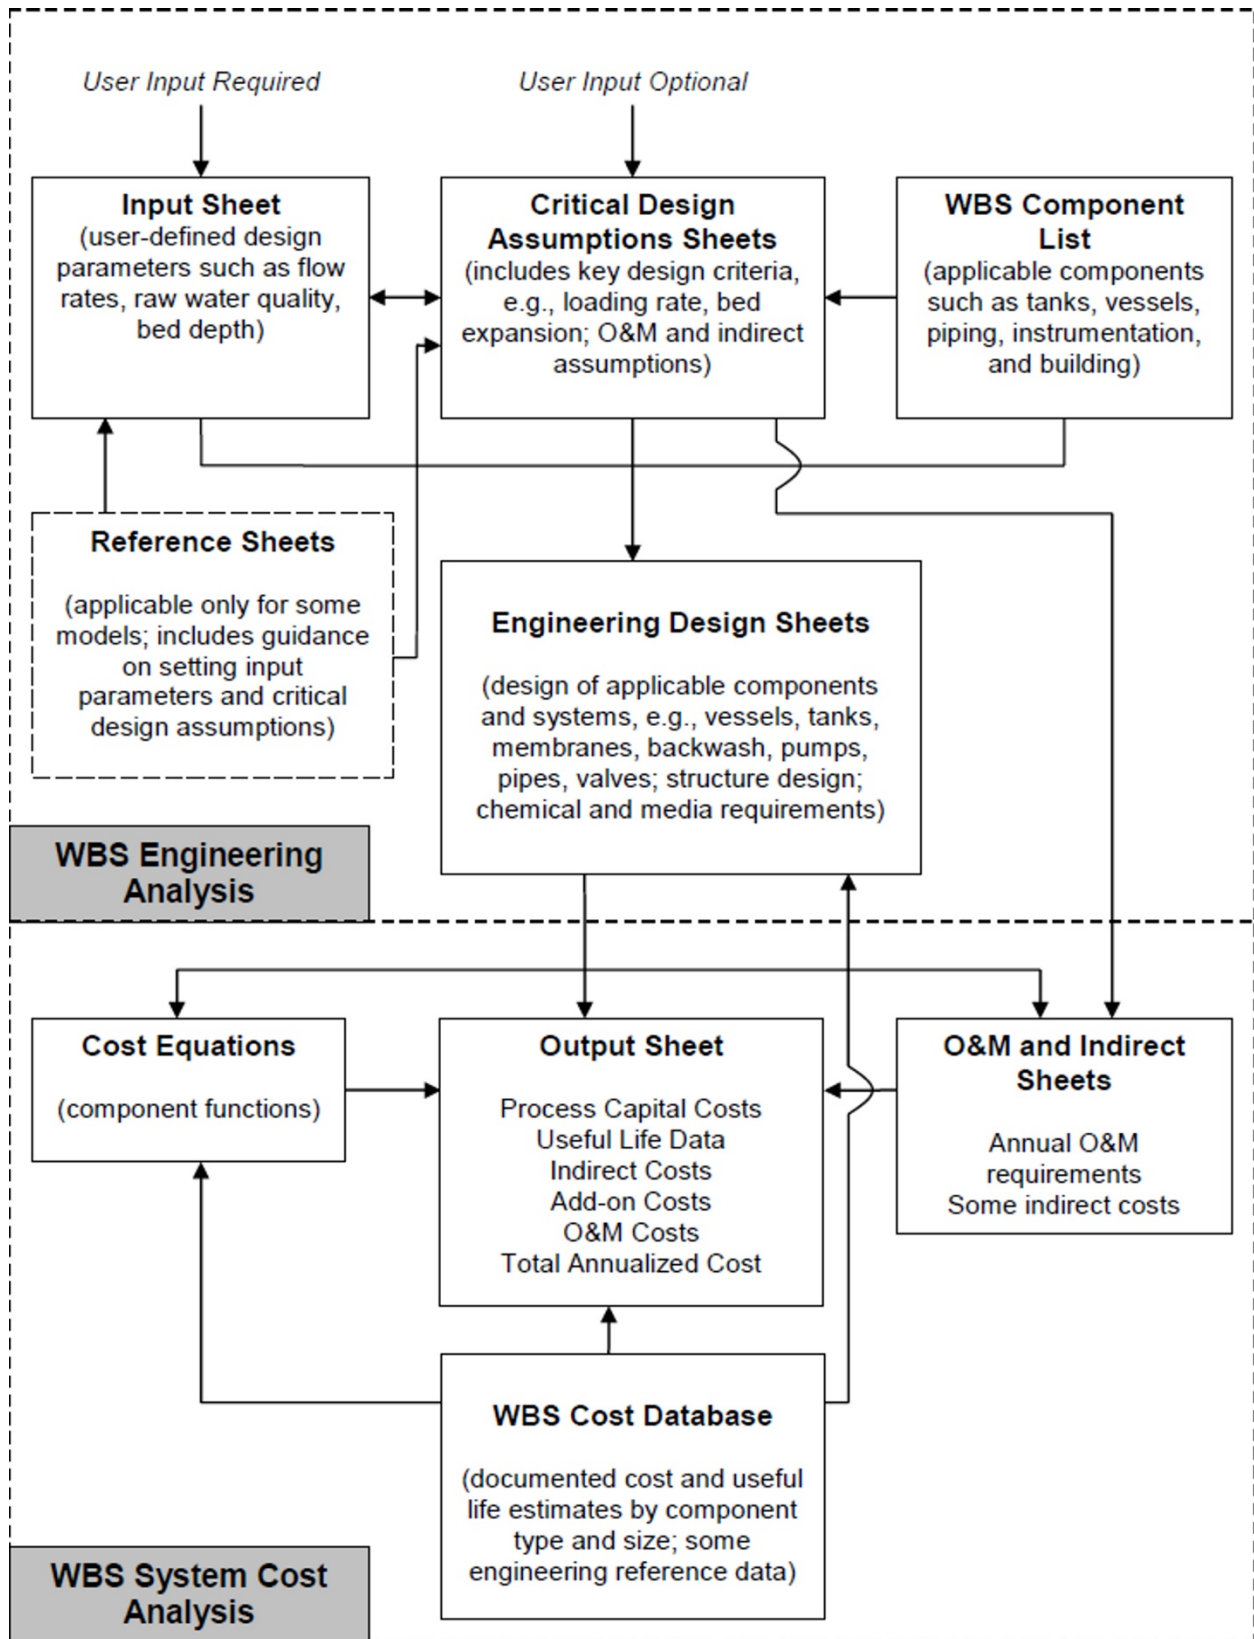 User Input Required
User Input Optional
Input Sheet
(user-defined design
parameters such as flow
rates, raw water quality,
bed depth)
Critical Design
Assumptions Sheets
(includes key design criteria,
e.g., loading rate, bed
expansion; O&M and indirect
assumptions)
WBS Component
List
(applicable components
such as tanks, vessels,
piping, instrumentation,
and building)
Reference Sheets
(applicable only for some
models; includes guidance
on setting input
parameters and critical
design assumptions)
Engineering Design Sheets
(design of applicable components
and systems, e.g., vessels, tanks,
membranes, backwash, pumps,
pipes, valves; structure design;
chemical and media requirements)
WBS Engineering
Analysis
Cost Equations
(component functions)
Output Sheet
Process Capital Costs
Useful Life Data
Indirect Costs
Add-on Costs
O&M Costs
Total Annualized Cost
O&M and Indirect
Sheets
Annual O&M
requirements
Some indirect costs
WBS Cost Database
(documented cost and useful
life estimates by component
type and size; some
engineering reference data)
WBS System Cost
Analysis